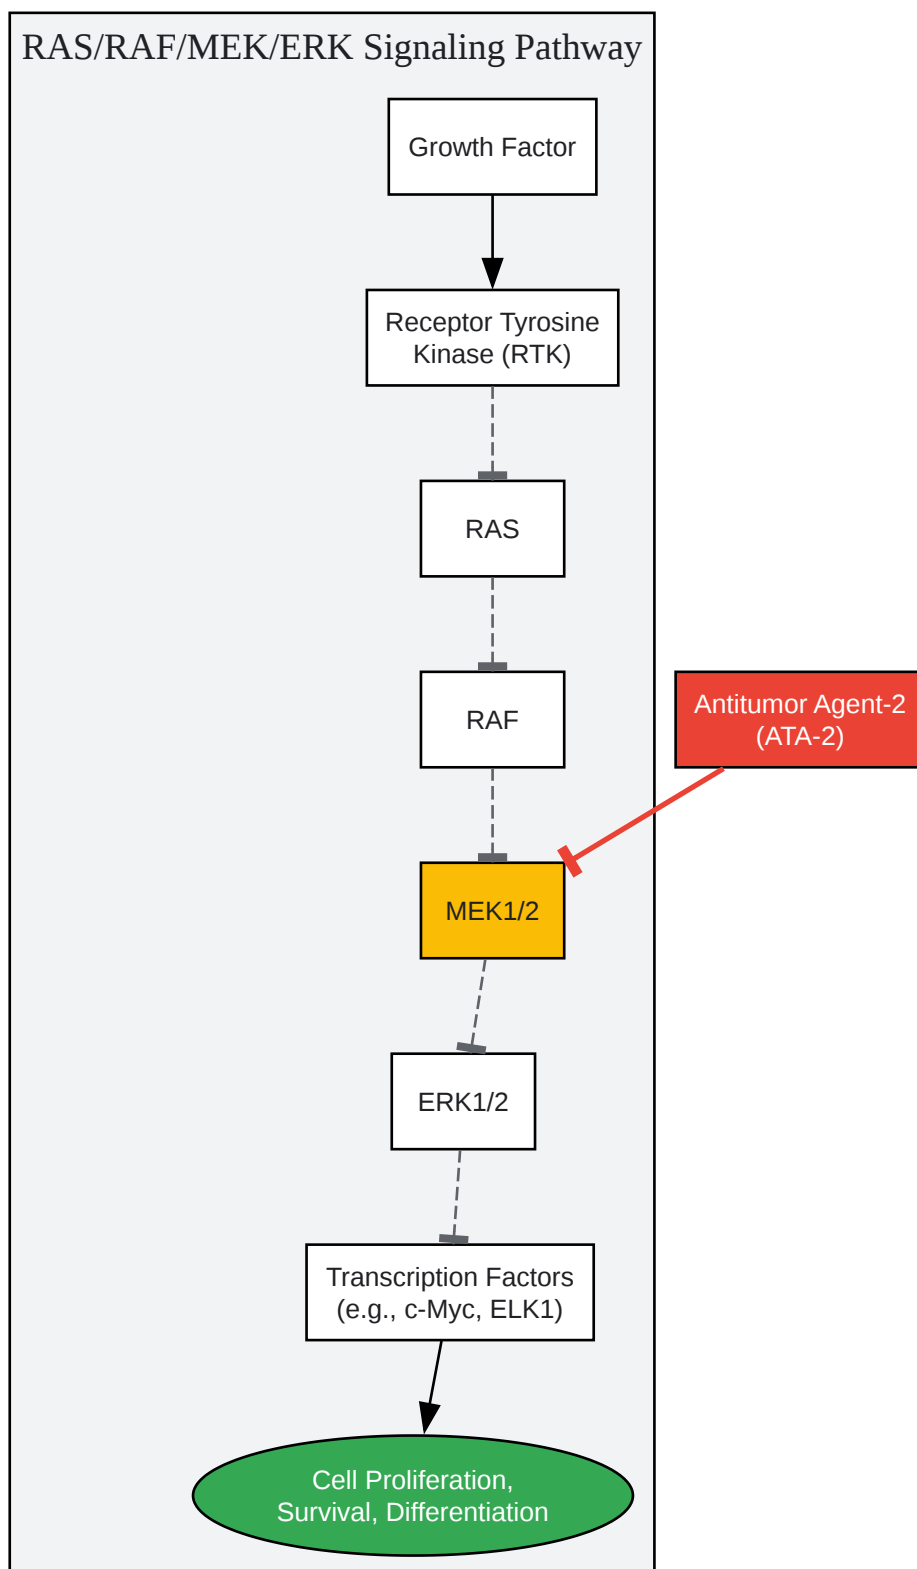 RAS/RAF/MEK/ERK Signaling Pathway
Growth Factor
Receptor Tyrosine
Kinase (RTK)
RAS
RAF
Antitumor Agent-2
(ATA-2)
MEK1/2
ERK1/2
Transcription Factors
(e.g., c-Myc, ELK1)
Cell Proliferation,
Survival, Differentiation